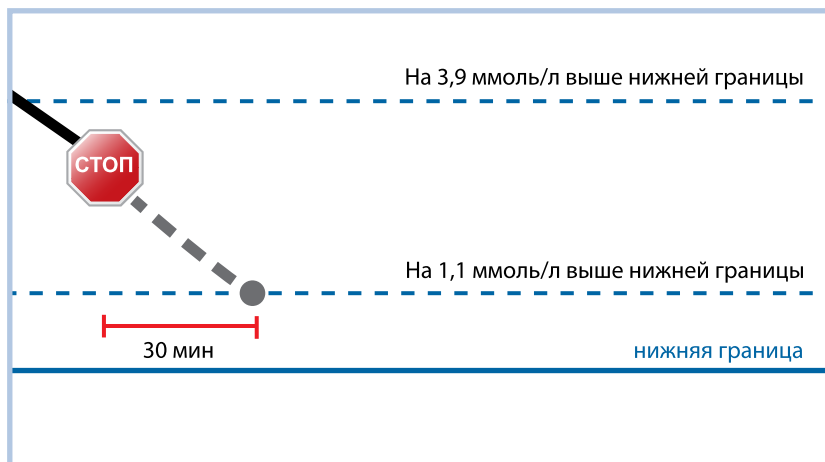 На 3,9 ммоль/л выше нижней границы
СТОП
На 1,1 ммоль/л выше нижней границы
30 мин
нижняя граница